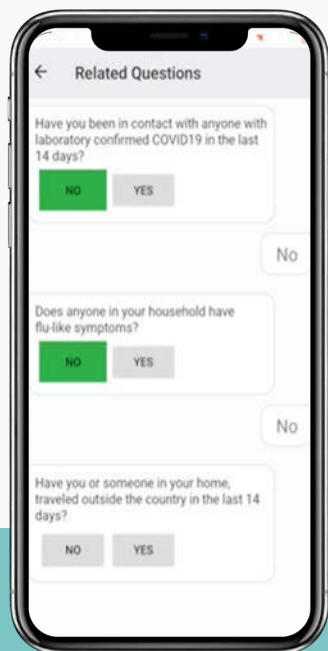 ← Related Questions
Have you been in contact with anyone with
laboratory confirmed COVID19 in the last
14 days?
NO YES
No
Does anyone in your household have
flu-like symptoms?
NO YES
No
Have you or someone in your home,
traveled outside the country in the last 14
days?
NO YES